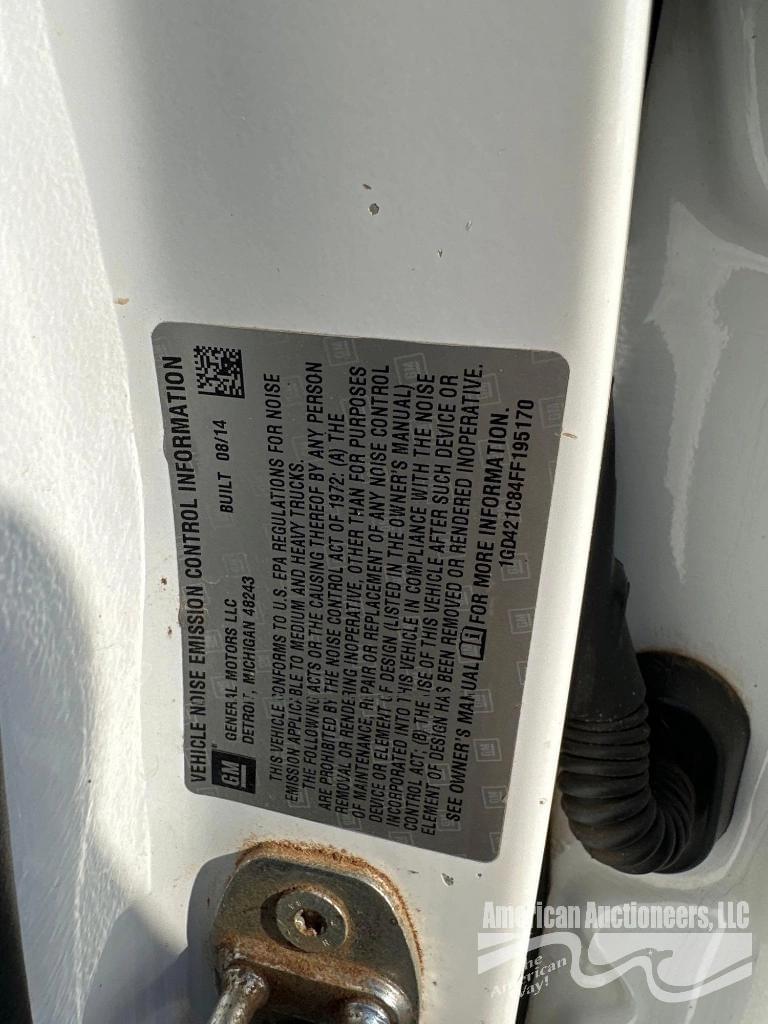 VEHICLE NOISE EMISSION CONTROL INFORMATION
GM
GENERAL MOTORS LLC
DETROIT, MICHIGAN 48243
BUILT 08/14
THIS VEHICLE CONFORMS TO U.S. EPA REGULATIONS FOR NOISE
EMISSION APPLICABLE TO MEDIUM AND HEAVY TRUCKS.
THE FOLLOWING ACTS OR THE CAUSING THEREOF BY ANY PERSON
ARE PROHIBITED BY THE NOISE CONTROL ACT OF 1972: (A) THE
REMOVAL OR RENDERING INOPERATIVE, OTHER THAN FOR PURPOSES
OF MAINTENANCE, REPAIR OR REPLACEMENT OF ANY NOISE CONTROL
DEVICE OR ELEMENT OF DESIGN (LISTED IN THE OWNER'S MANUAL)
INCORPORATED INTO THIS VEHICLE IN COMPLIANCE WITH THE NOISE
CONTROL ACT; (B) THE USE OF THIS VEHICLE AFTER SUCH DEVICE OR
ELEMENT OF DESIGN HAS BEEN REMOVED OR RENDERED INOPERATIVE.
SEE OWNER'S MANUAL FOR MORE INFORMATION.
1GD421C84FF195170
American Auctioneers, LLC
The
American
Way!